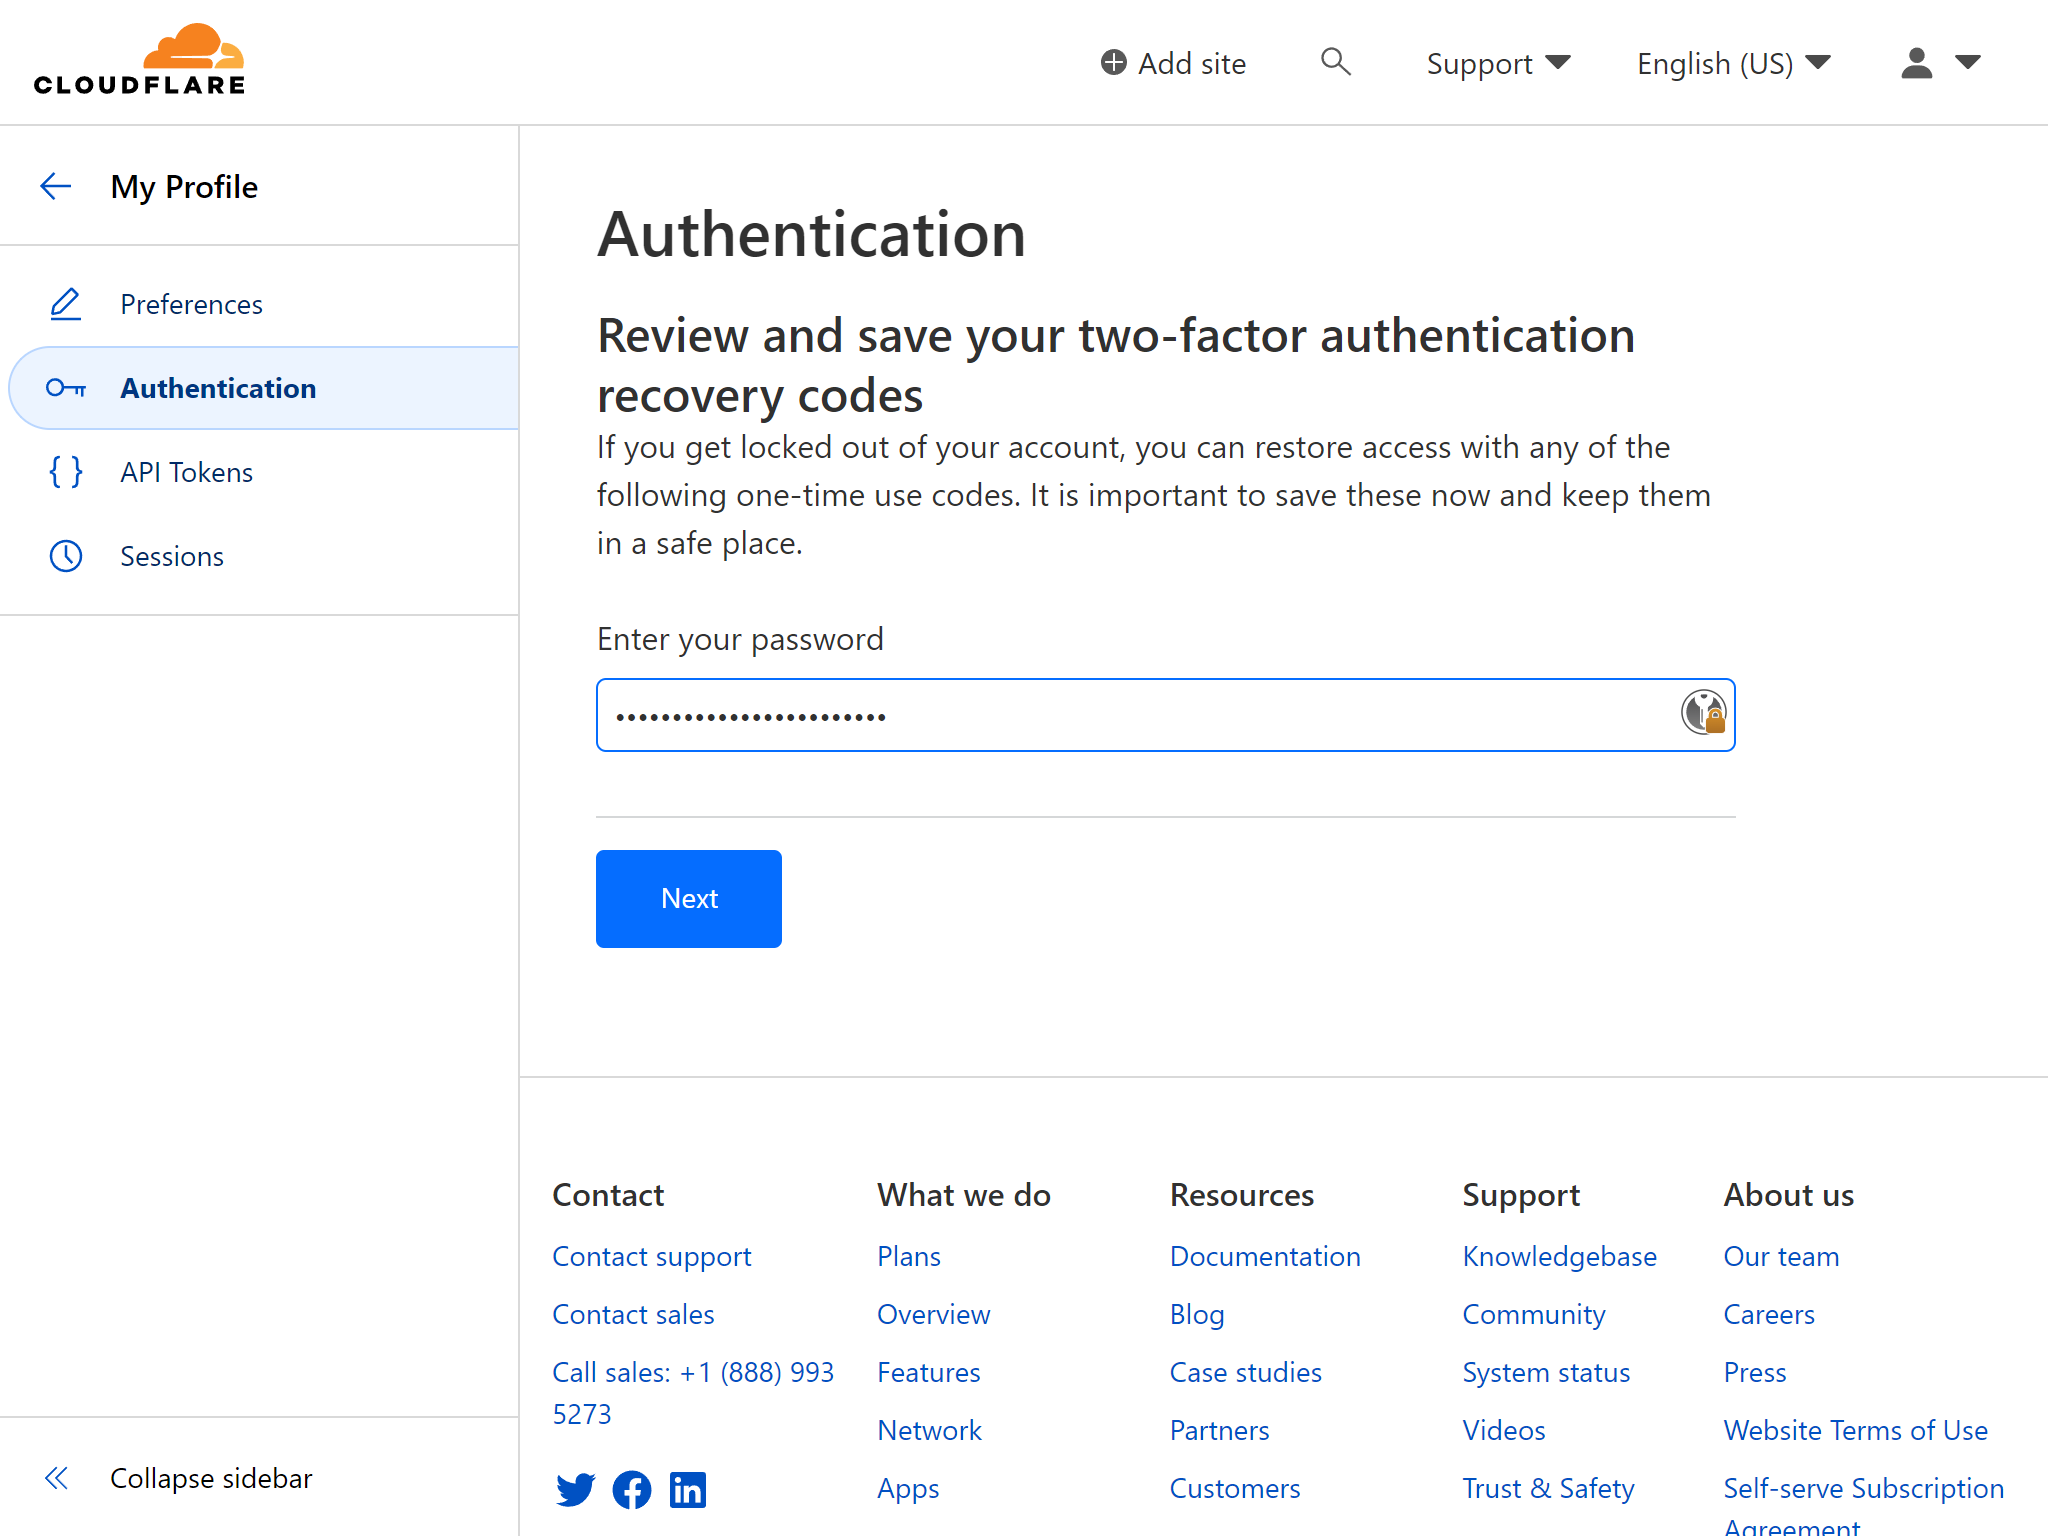 CLOUDFLARE
Add site
Support
English (US)
My Profile
Preferences
Authentication
API Tokens
Sessions
Collapse sidebar
Authentication
Review and save your two-factor authentication
recovery codes
If you get locked out of your account, you can restore access with any of the
following one-time use codes. It is important to save these now and keep them
in a safe place.
Enter your password
••••••••••••••••••••••••
Next
Contact
Contact support
Contact sales
Call sales: +1 (888) 993
5273
What we do
Plans
Overview
Features
Network
Apps
Resources
Documentation
Blog
Case studies
Partners
Customers
Support
Knowledgebase
Community
System status
Videos
Trust & Safety
About us
Our team
Careers
Press
Website Terms of Use
Self-serve Subscription
Agreement